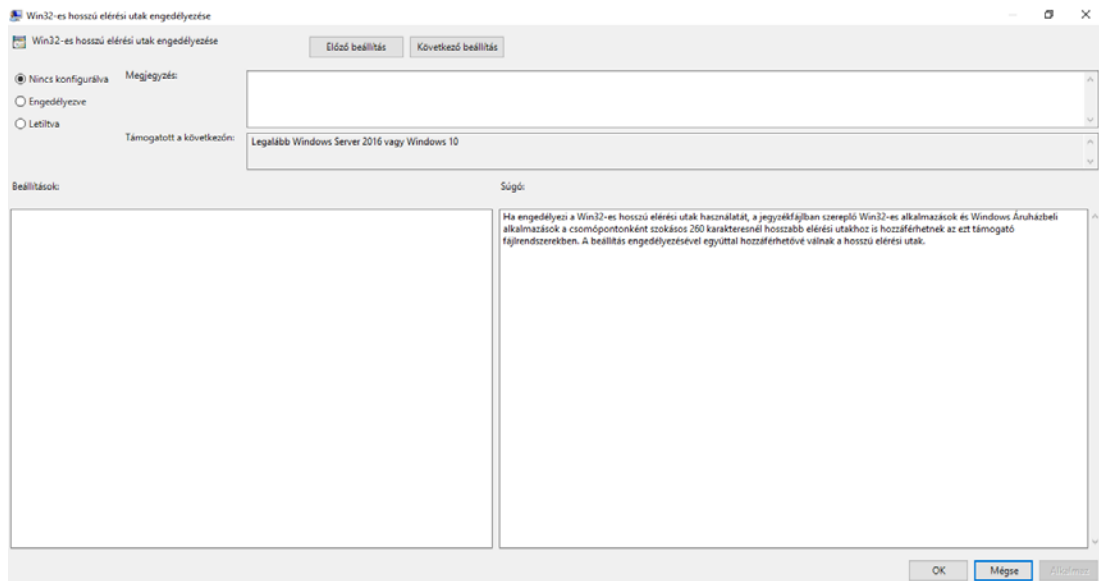 Win32-es hosszú elérési utak engedélyezése
Win32-es hosszú elérési utak engedélyezése
Előző beállítás
Következő beállítás
Nincs konfigurálva
Engedélyezve
Letiltva
Megjegyzés:
Támogatott a következőn:
Legalább Windows Server 2016 vagy Windows 10
Beállítások:
Súgó:
Ha engedélyezi a Win32-es hosszú elérési utak használatát, a jegyzékfájlban szereplő Win32-es alkalmazások és Windows Áruházbeli
alkalmazások a csomópontonként szokásos 260 karakteresnél hosszabb elérési utakhoz is hozzáférhetnek az ezt támogató
fájlrendszerekben. A beállítás engedélyezésével egyúttal hozzáférhetővé válnak a hosszú elérési utak.
OK
Mégse
Alkalmaz